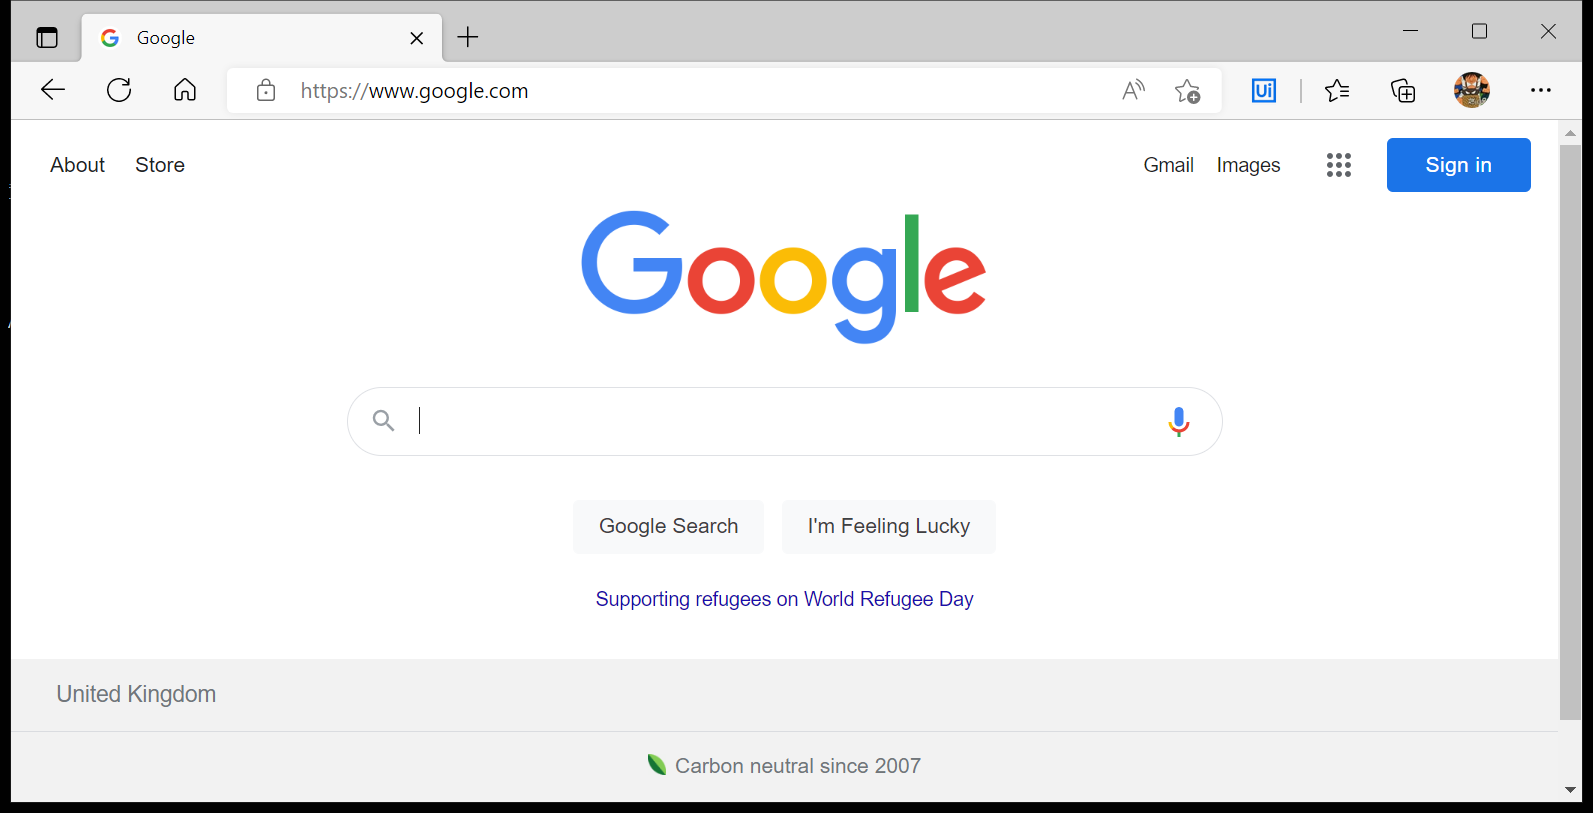 Google
https://www.google.com
Ui
About Store
Gmail Images
Sign in
Google
Google Search
I'm Feeling Lucky
Supporting refugees on World Refugee Day
United Kingdom
Carbon neutral since 2007